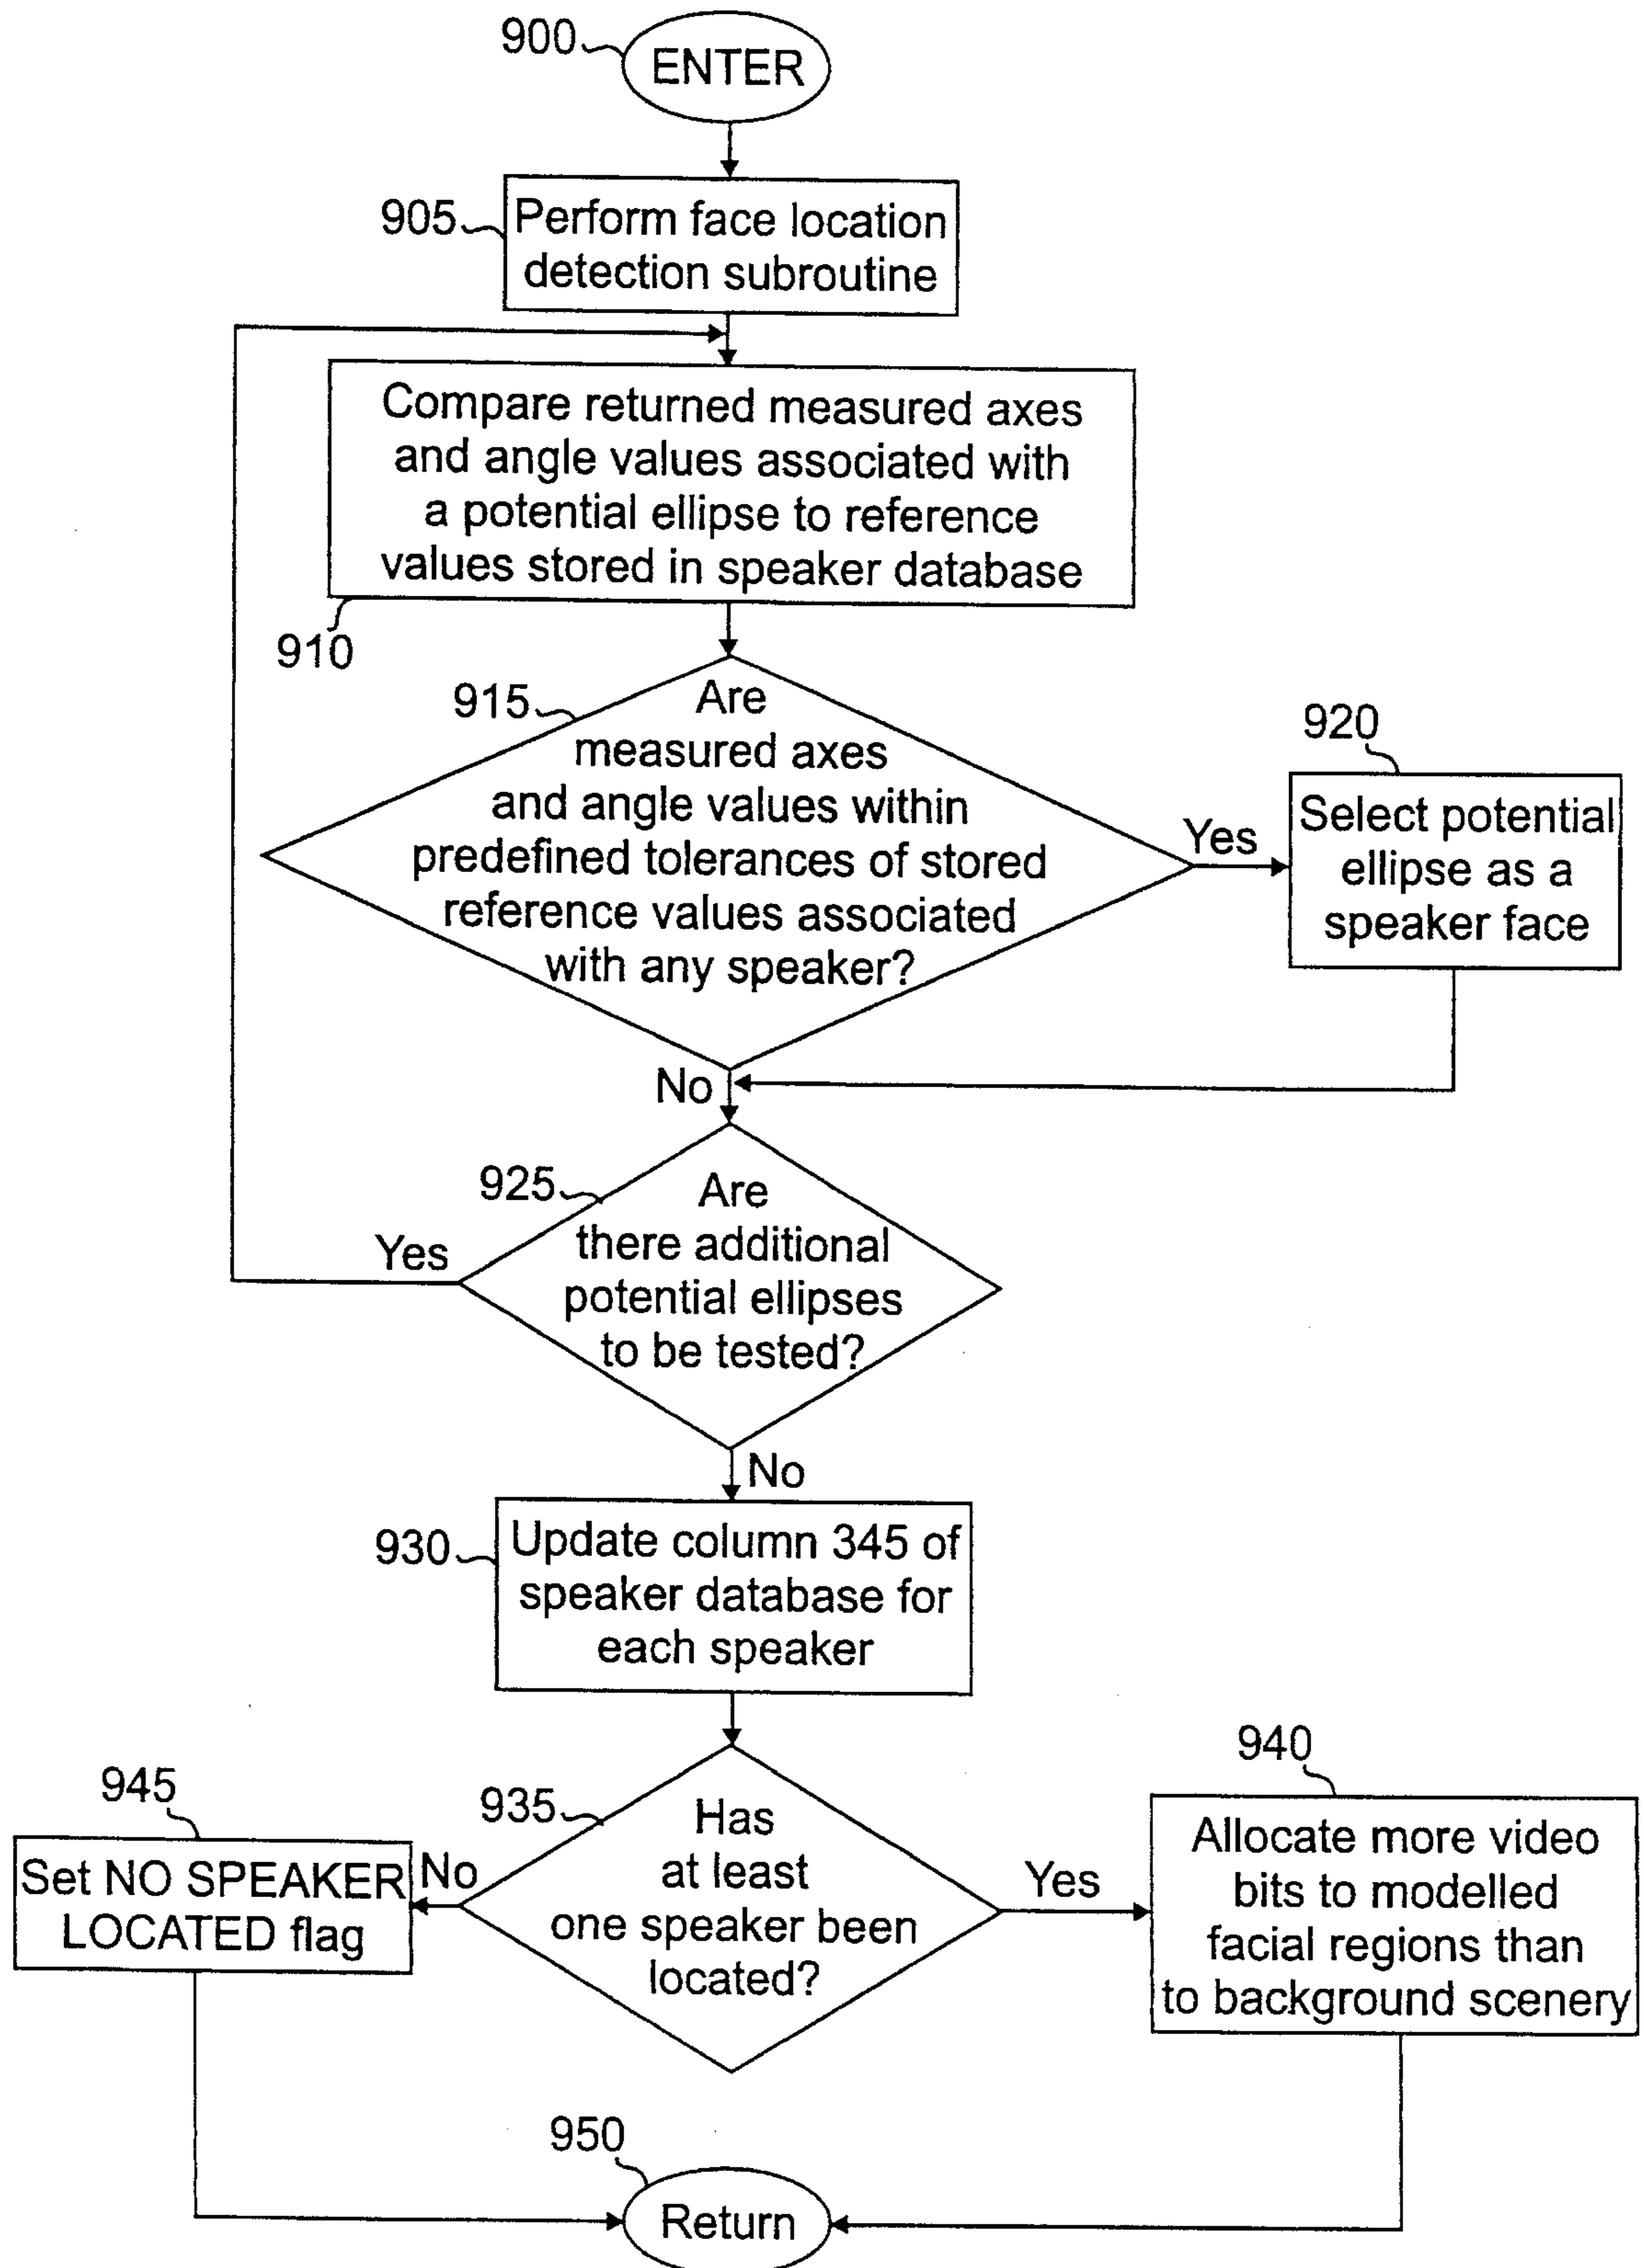 900
ENTER
905
Perform face location
detection subroutine
Compare returned measured axes
and angle values associated with
a potential ellipse to reference
values stored in speaker database
910
915
Are
measured axes
and angle values within
predefined tolerances of stored
reference values associated
with any speaker?
Yes
920
Select potential
ellipse as a
speaker face
No
925
Are
there additional
potential ellipses
to be tested?
Yes
No
930
Update column 345 of
speaker database for
each speaker
935
Has
at least
one speaker been
located?
No
945
Set NO SPEAKER
LOCATED flag
Yes
940
Allocate more video
bits to modelled
facial regions than
to background scenery
950
Return